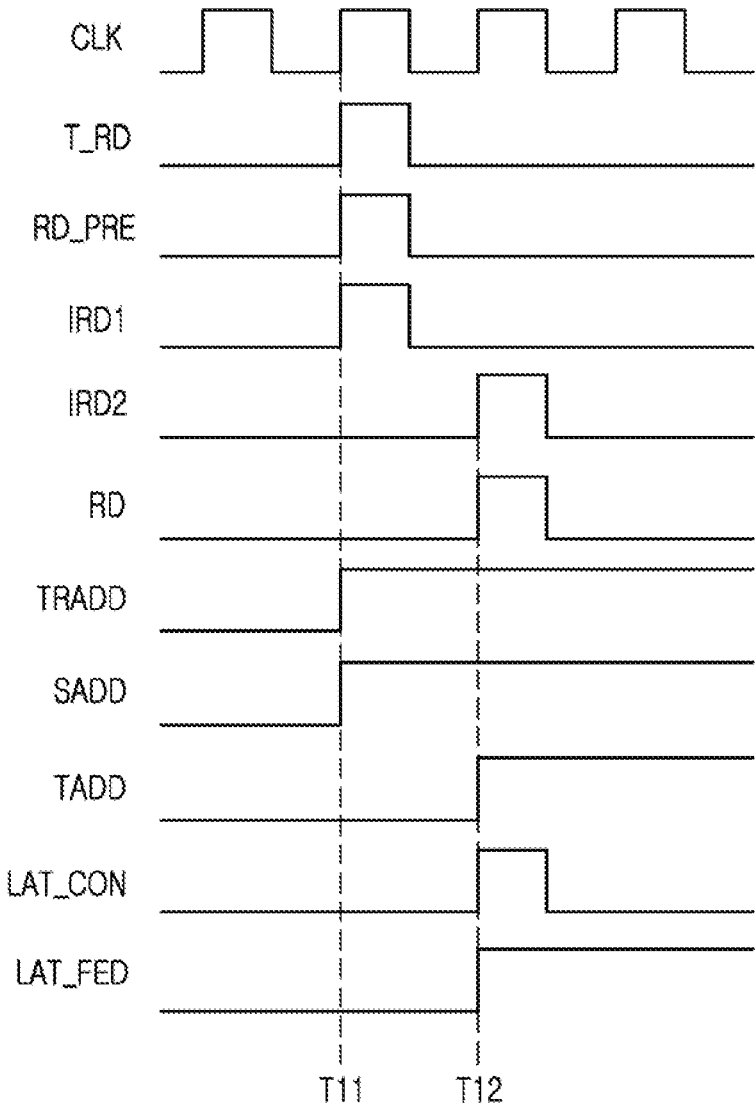 CLK
T_RD
RD_PRE
IRD1
IRD2
RD
TRADD
SADD
TADD
LAT_CON
LAT_FED
T11 T12